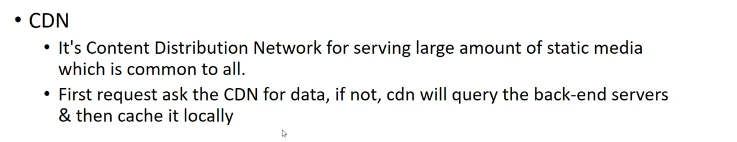 • CDN
• It's Content Distribution Network for serving large amount of static media
which is common to all.
• First request ask the CDN for data, if not, cdn will query the back-end servers
& then cache it locally